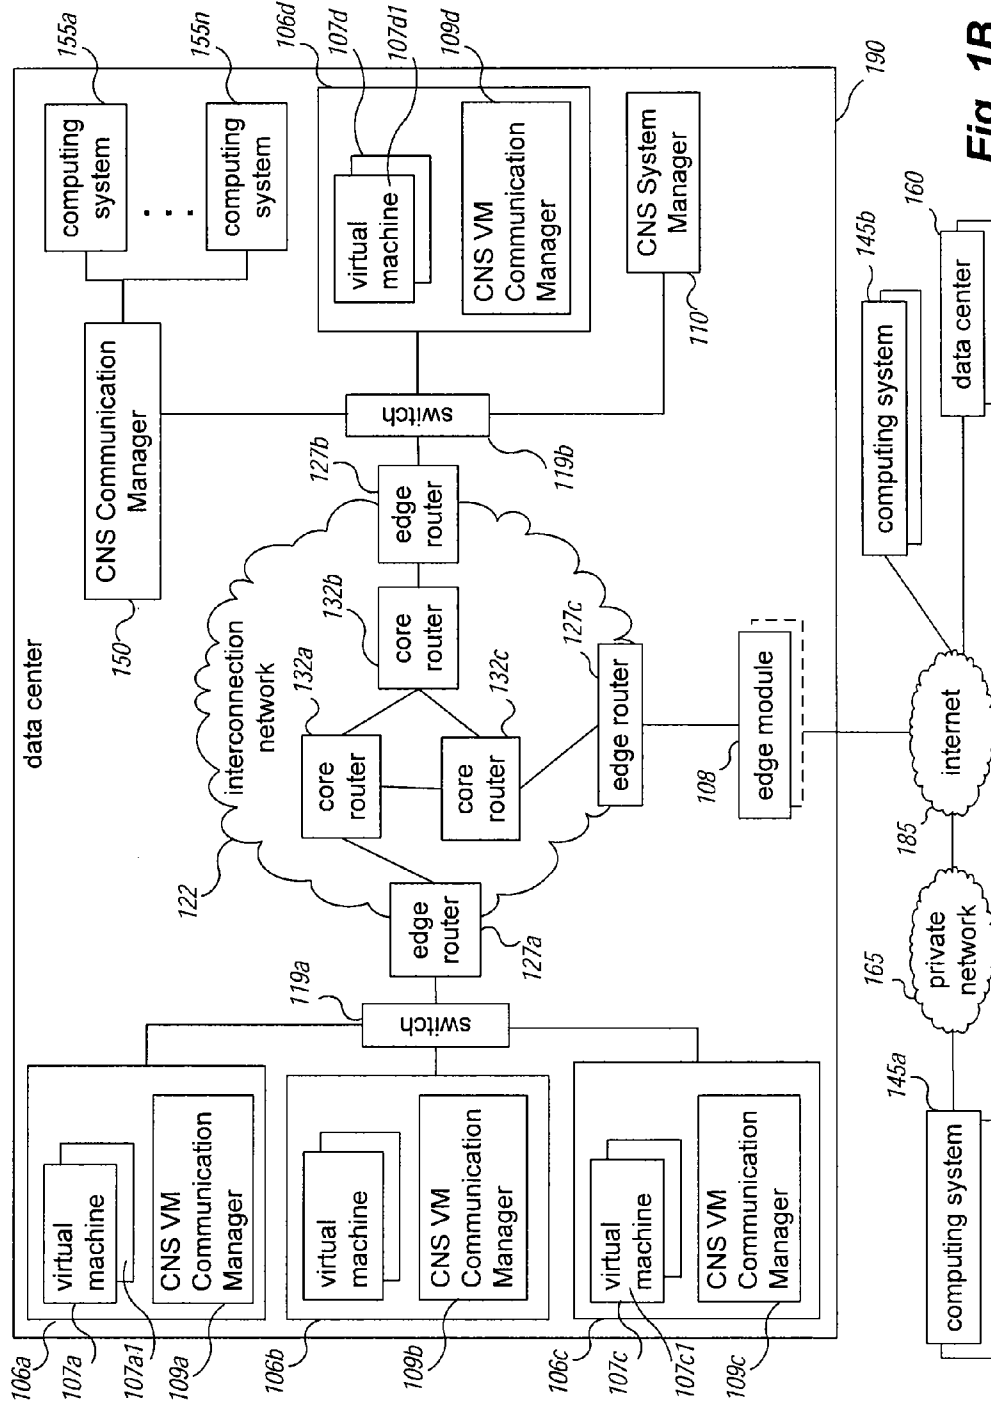 data center
106a
107a
107a1
109a
virtual
machine
CNS VM
Communication
Manager
106b
109b
virtual
machine
CNS VM
Communication
Manager
106c
107c
107c1
109c
virtual
machine
CNS VM
Communication
Manager
119a
switch
122
interconnection
network
edge
router
127a
core
router
132a
core
router
132b
core
router
132c
edge
router
127b
edge router
127c
switch
119b
150
CNS Communication
Manager
computing
system
155a
. . .
computing
system
155n
106d
107d
107d1
109d
virtual
machine
CNS VM
Communication
Manager
CNS System
Manager
110
108
edge module
190
145a
computing system
165
private
network
185
internet
computing system
145b
data center
160
Fig. 1B